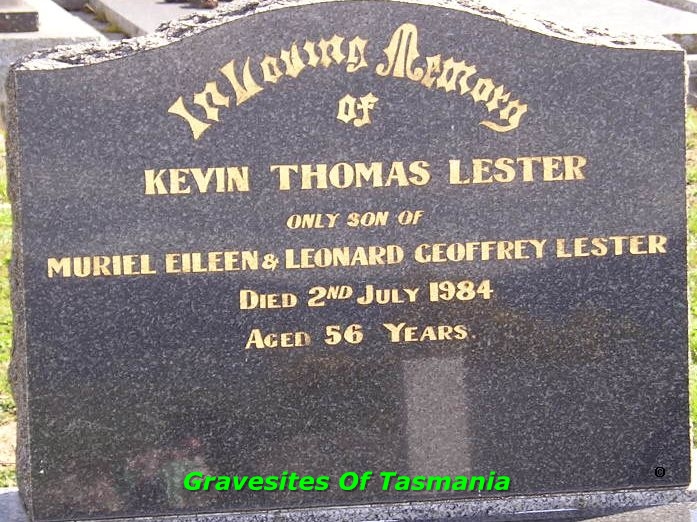 In Loving Memory
of
KEVIN THOMAS LESTER
ONLY SON OF
MURIEL EILEEN & LEONARD GEOFFREY LESTER
DIED 2ND JULY 1984
AGED 56 YEARS.
Gravesites Of Tasmania
©